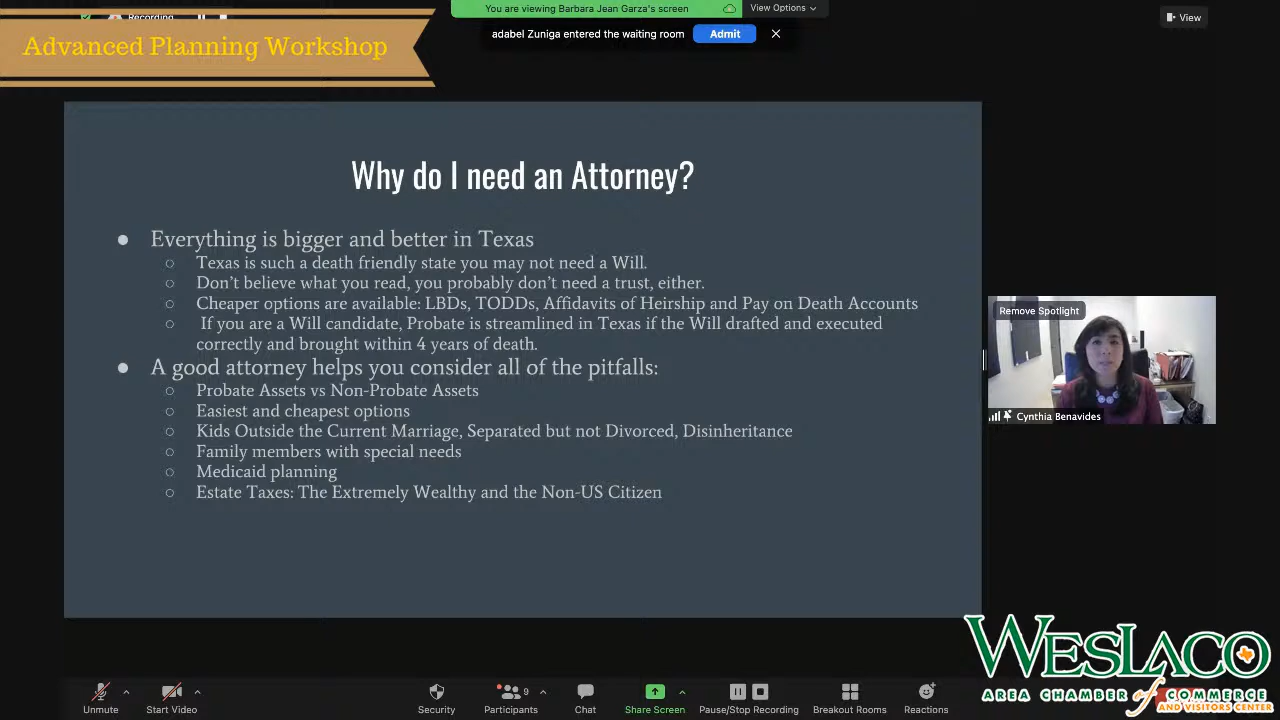 Recording
You are viewing Barbara Jean Garza's screen
View Options
View
Advanced Planning Workshop
adabel Zuniga entered the waiting room
Admit
Why do I need an Attorney?
● Everything is bigger and better in Texas
○ Texas is such a death friendly state you may not need a Will.
○ Don't believe what you read, you probably don't need a trust, either.
○ Cheaper options are available: LBDs, TODDs, Affidavits of Heirship and Pay on Death Accounts
○ If you are a Will candidate, Probate is streamlined in Texas if the Will drafted and executed
correctly and brought within 4 years of death.
● A good attorney helps you consider all of the pitfalls:
○ Probate Assets vs Non-Probate Assets
○ Easiest and cheapest options
○ Kids Outside the Current Marriage, Separated but not Divorced, Disinheritance
○ Family members with special needs
○ Medicaid planning
○ Estate Taxes: The Extremely Wealthy and the Non-US Citizen
Remove Spotlight
Cynthia Benavides
WESLACO
AREA CHAMBER of COMMERCE
AND VISITORS CENTER
Unmute
Start Video
Security
Participants
9
Chat
Share Screen
Pause/Stop Recording
Breakout Rooms
Reactions